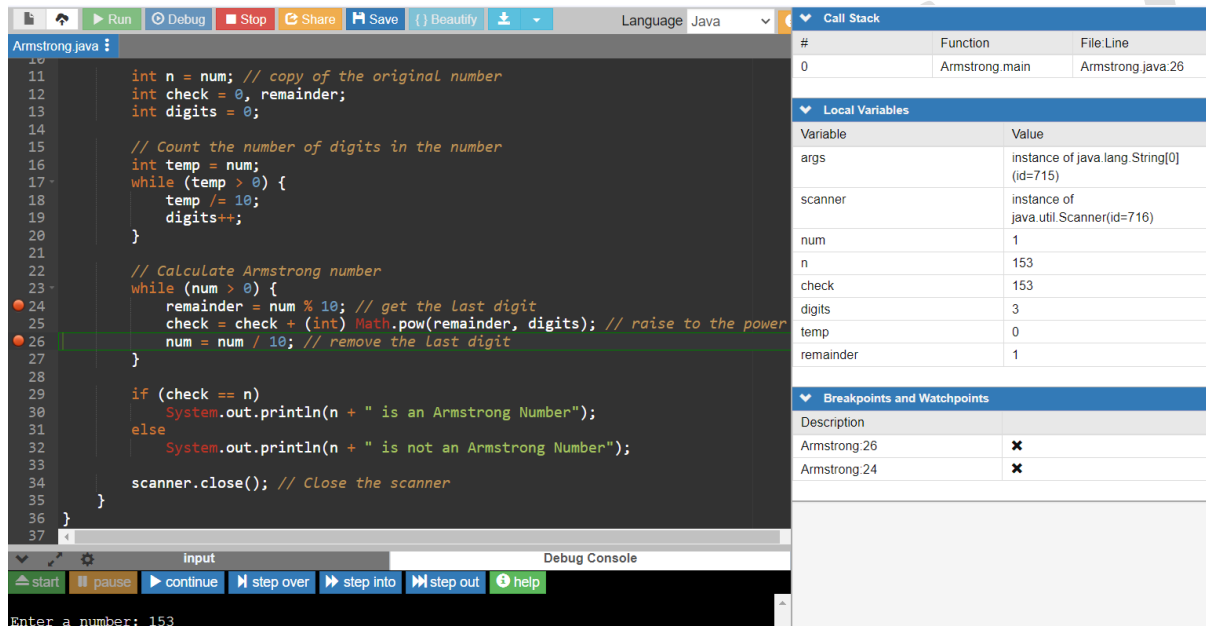 Run Debug Stop Share Save { } Beautify Language Java
Armstrong.java
10
11 int n = num; // copy of the original number
12 int check = 0, remainder;
13 int digits = 0;
14
15 // Count the number of digits in the number
16 int temp = num;
17 while (temp > 0) {
18 temp /= 10;
19 digits++;
20 }
21
22 // Calculate Armstrong number
23 while (num > 0) {
24 remainder = num % 10; // get the last digit
25 check = check + (int) Math.pow(remainder, digits); // raise to the power
26 num = num / 10; // remove the last digit
27 }
28
29 if (check == n)
30 System.out.println(n + " is an Armstrong Number");
31 else
32 System.out.println(n + " is not an Armstrong Number");
33
34 scanner.close(); // Close the scanner
35 }
36 }
37
input Debug Console
start pause continue step over step into step out help
Enter a number: 153
Call Stack
# Function File:Line
0 Armstrong.main Armstrong.java:26
Local Variables
Variable Value
args instance of java.lang.String[0]
(id=715)
scanner instance of
java.util.Scanner(id=716)
num 1
n 153
check 153
digits 3
temp 0
remainder 1
Breakpoints and Watchpoints
Description
Armstrong:26 ✖
Armstrong:24 ✖